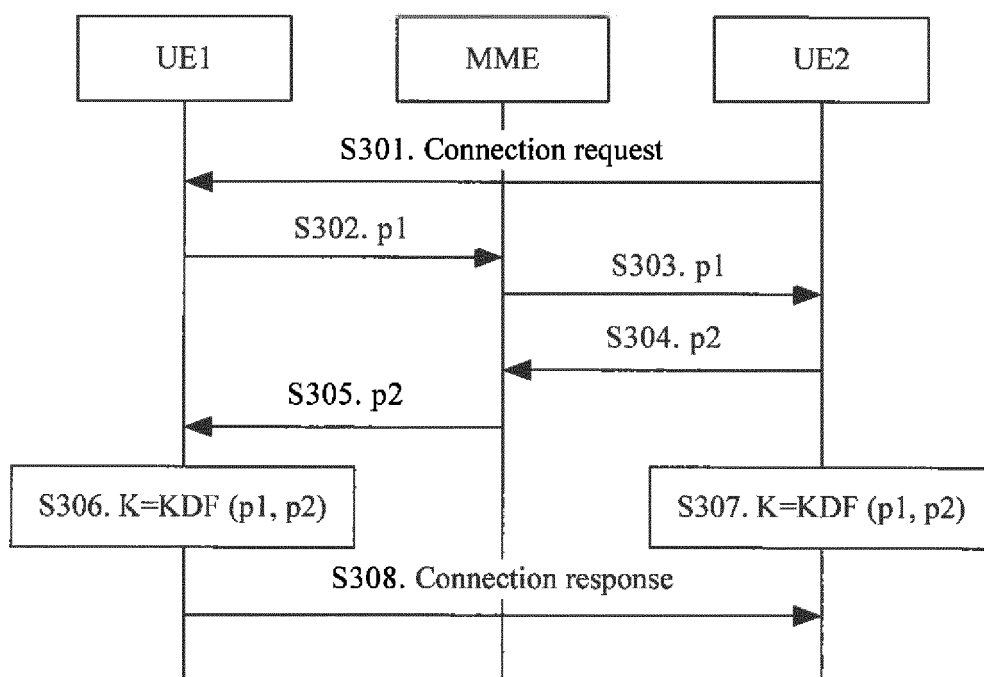 UE1
MME
UE2
S301. Connection request
S302. p1
S303. p1
S304. p2
S305. p2
S306. K=KDF (p1, p2)
S307. K=KDF (p1, p2)
S308. Connection response